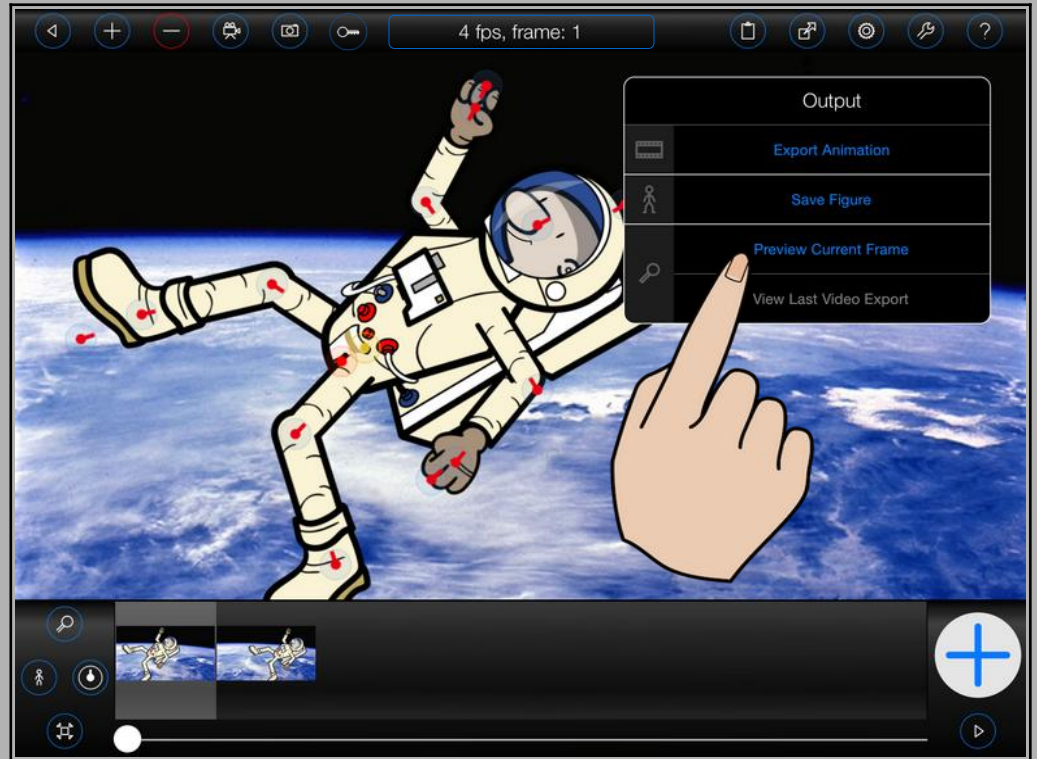 4 fps, frame: 1
?
Output
Export Animation
Save Figure
Preview Current Frame
View Last Video Export